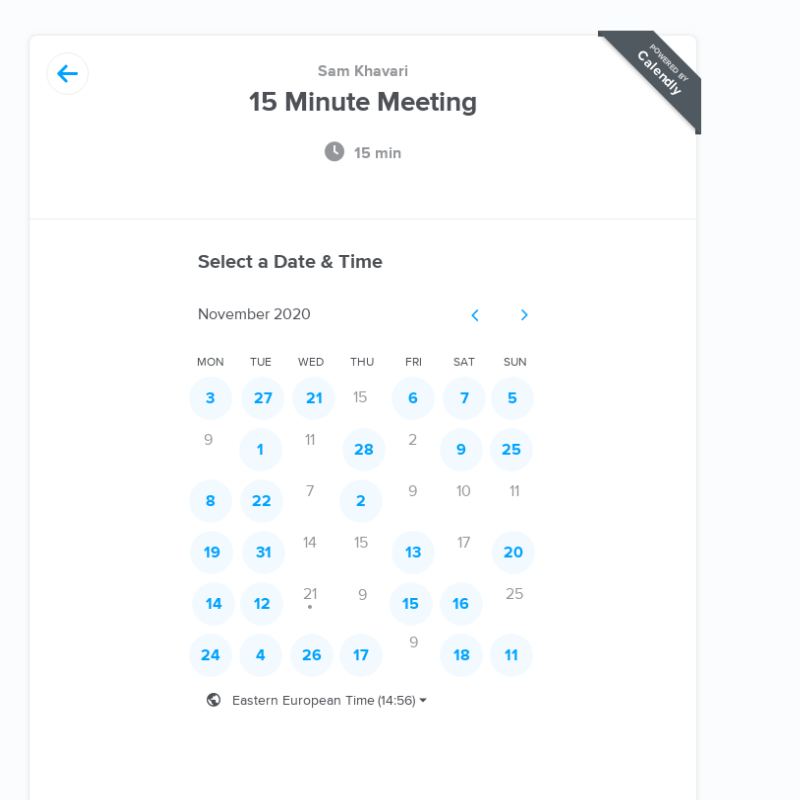 POWERED BY
Calendly
Sam Khavari
15 Minute Meeting
15 min
Select a Date & Time
November 2020
MON TUE WED THU FRI SAT SUN
3 27 21 15 6 7 5
9 1 11 28 2 9 25
8 22 7 2 9 10 11
19 31 14 15 13 17 20
14 12 21 9 15 16 25
24 4 26 17 9 18 11
Eastern European Time (14:56)